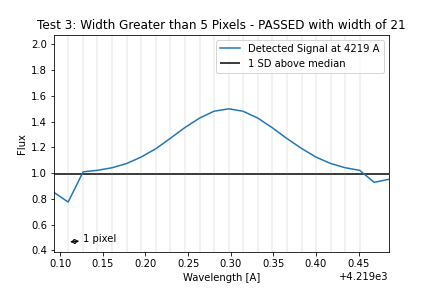 Test 3: Width Greater than 5 Pixels - PASSED with width of 21
Detected Signal at 4219 A
1 SD above median
2.0
1.8
1.6
1.4
1.2
1.0
0.8
0.6
0.4
Flux
1 pixel
0.10 0.15 0.20 0.25 0.30 0.35 0.40 0.45
Wavelength [A]
+4.219e3